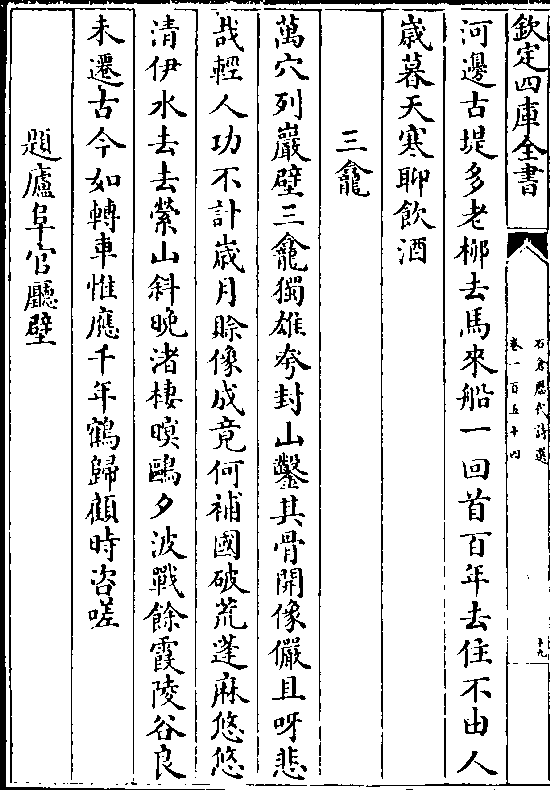 欽定四庫全書
石倉歷代詩選
卷一百五十四
十九
河邊古堤多老柳去馬來船一回首百年去住不由人
歲暮天寒聊飲酒
三龕
萬穴列巖壁三龕獨雄夸封山鑿其骨開像儼且呀悲
哉輕人功不計歲月賒像成竟何補國破荒蓬麻悠悠
清伊水去去縈山斜晚渚棲暝鷗夕波戰餘霞陵谷良
未遷古今如轉車惟應千年鶴歸顧時咨嗟
題廬阜官廳壁